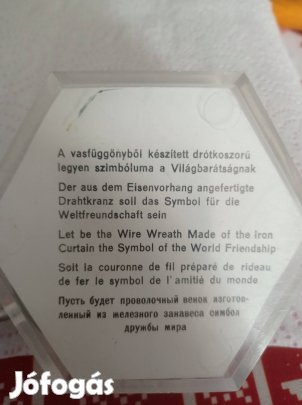 A vasfüggönyből készített drótkoszorú
legyen szimbóluma a Világbarátságnak
Der aus dem Eisenvorhang angefertigte
Drahtkranz soll das Symbol für die
Weltfreundschaft sein
Let be the Wire Wreath Made of the Iron
Curtain the Symbol of the World Friendship
Soit la couronne de fil préparé de rideau
de fer le symbol de l'amitié du monde
Пусть будет проволочный венок изготов-
ленный из железного занавеса симбол
дружбы мира
Jófogás